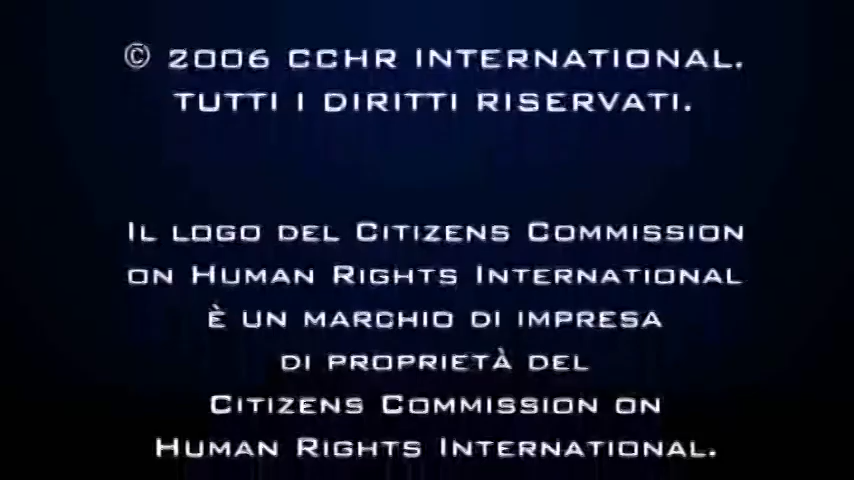 © 2006 CCHR INTERNATIONAL.
TUTTI I DIRITTI RISERVATI.
IL LOGO DEL CITIZENS COMMISSION
ON HUMAN RIGHTS INTERNATIONAL
È UN MARCHIO DI IMPRESA
DI PROPRIETÀ DEL
CITIZENS COMMISSION ON
HUMAN RIGHTS INTERNATIONAL.